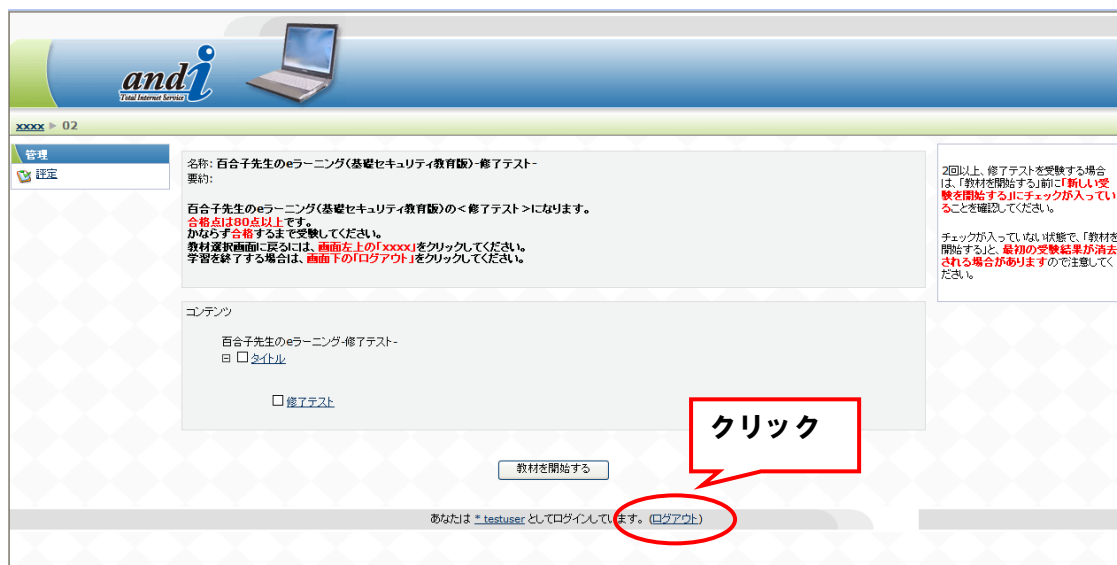 and i
Total Internet Service
xxxx ▶ 02
管理
評定
名称: 百合子先生のeラーニング(基礎セキュリティ教育版)-修了テスト-
要約:
百合子先生のeラーニング(基礎セキュリティ教育版)の<修了テスト>になります。
合格点は80点以上です。
かならず合格するまで受験してください。
教材選択画面に戻るには、画面左上の「xxxx」をクリックしてください。
学習を終了する場合は、画面下の「ログアウト」をクリックしてください。
2回以上、修了テストを受験する場合
は、「教材を開始する」前に「新しい受
験を開始する」にチェックが入ってい
ることを確認してください。
チェックが入っていない状態で、「教材を
開始する」と、最初の受験結果が消去
される場合がありますので注意してく
ださい。
コンテンツ
百合子先生のeラーニング-修了テスト-
タイトル
修了テスト
クリック
教材を開始する
あなたは * testuser としてログインしています。(ログアウト)